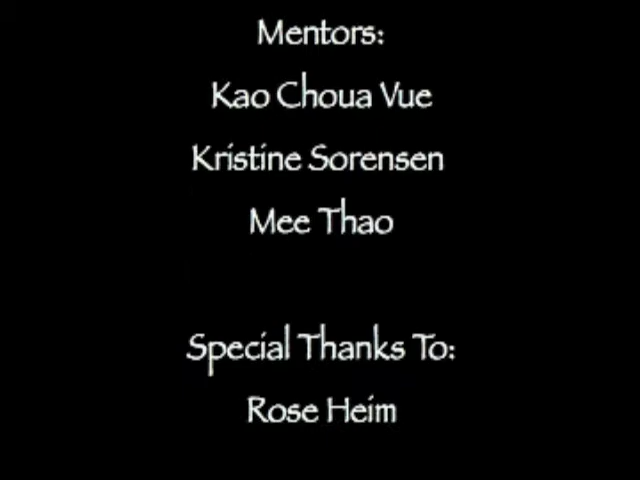 Mentors:
Kao Choua Vue
Kristine Sorensen
Mee Thao
Special Thanks To:
Rose Heim